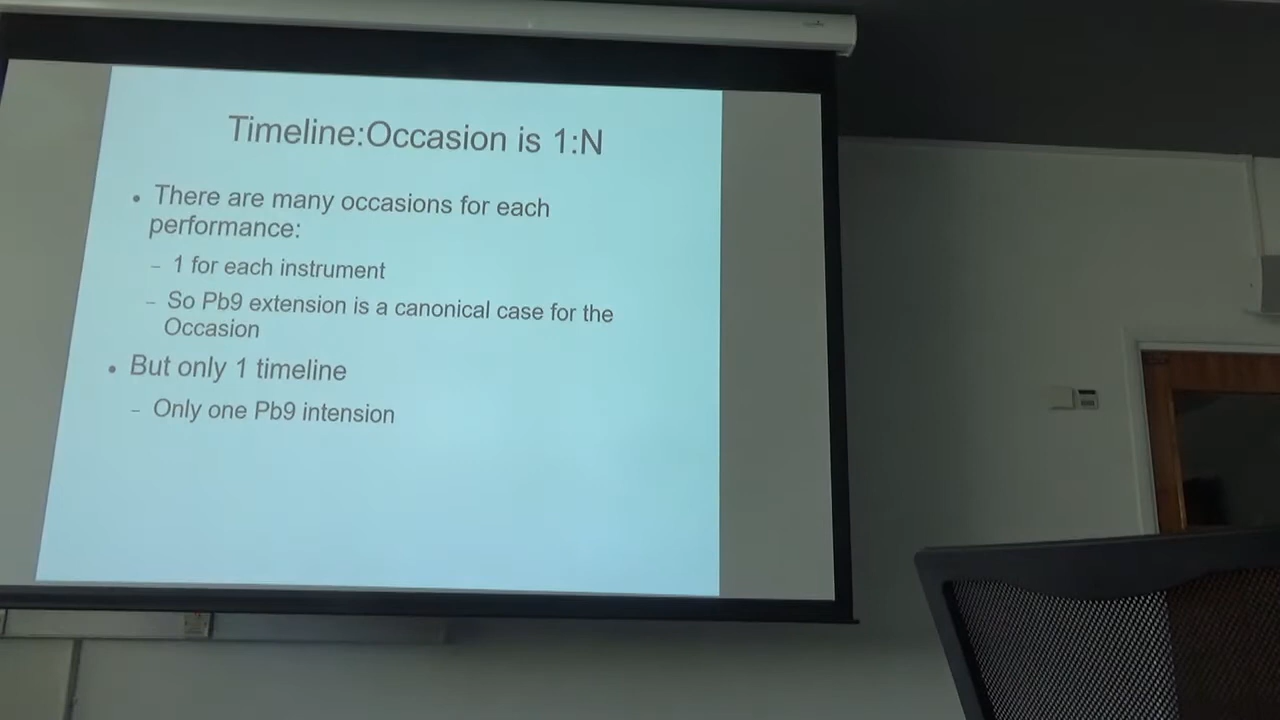 Timeline:Occasion is 1:N
• There are many occasions for each
performance:
– 1 for each instrument
– So Pb9 extension is a canonical case for the
Occasion
• But only 1 timeline
– Only one Pb9 intension